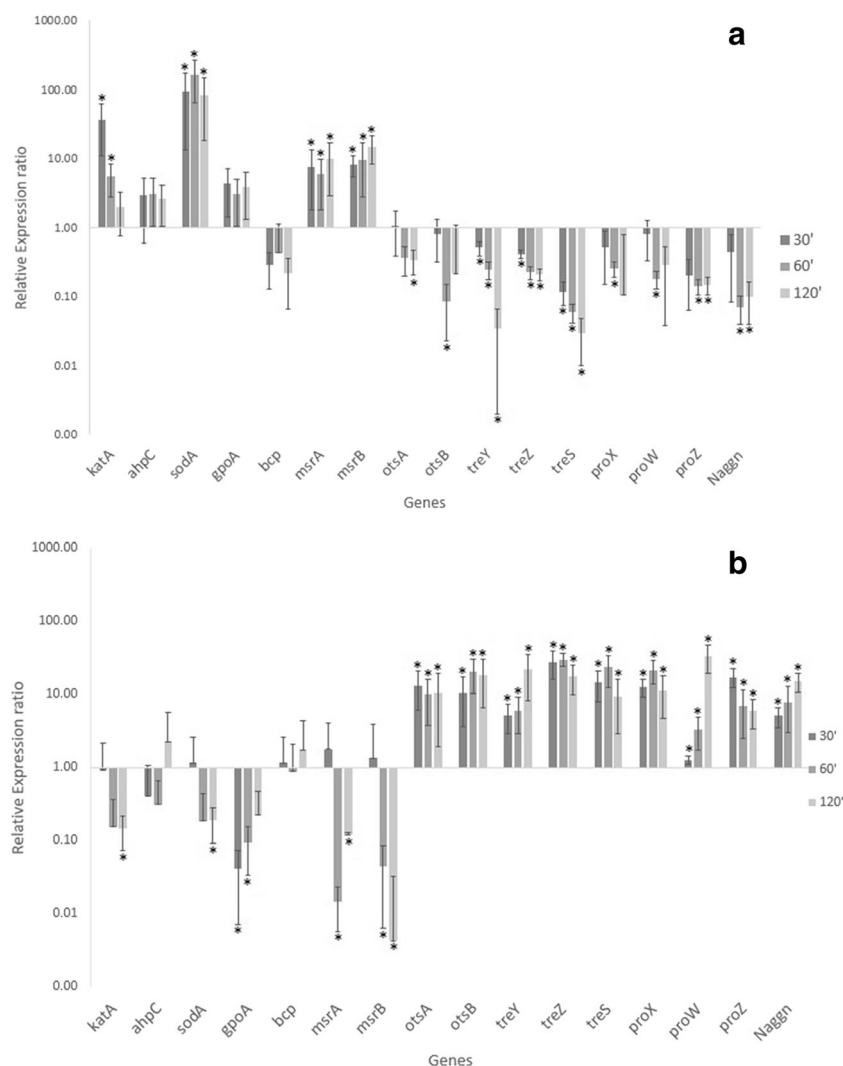 a
1000.00
100.00
10.00
1.00
0.10
0.01
0.00
Relative Expression ratio
* * * * * * * * * * * * * * * * * * * * * * * * * * * * *
30'
60'
120'
katA ahpC sodA gpoA bcp msrA msrB otsA otsB treY treZ treS proX proW proZ Naggn
Genes
b
1000.00
100.00
10.00
1.00
0.10
0.01
0.00
Relative Expression ratio
* * * * * * * * * * * * * * * * * * * * * * * * * * * * * * * * * *
30'
60'
120'
katA ahpC sodA gpoA bcp msrA msrB otsA otsB treY treZ treS proX proW proZ Naggn
Genes